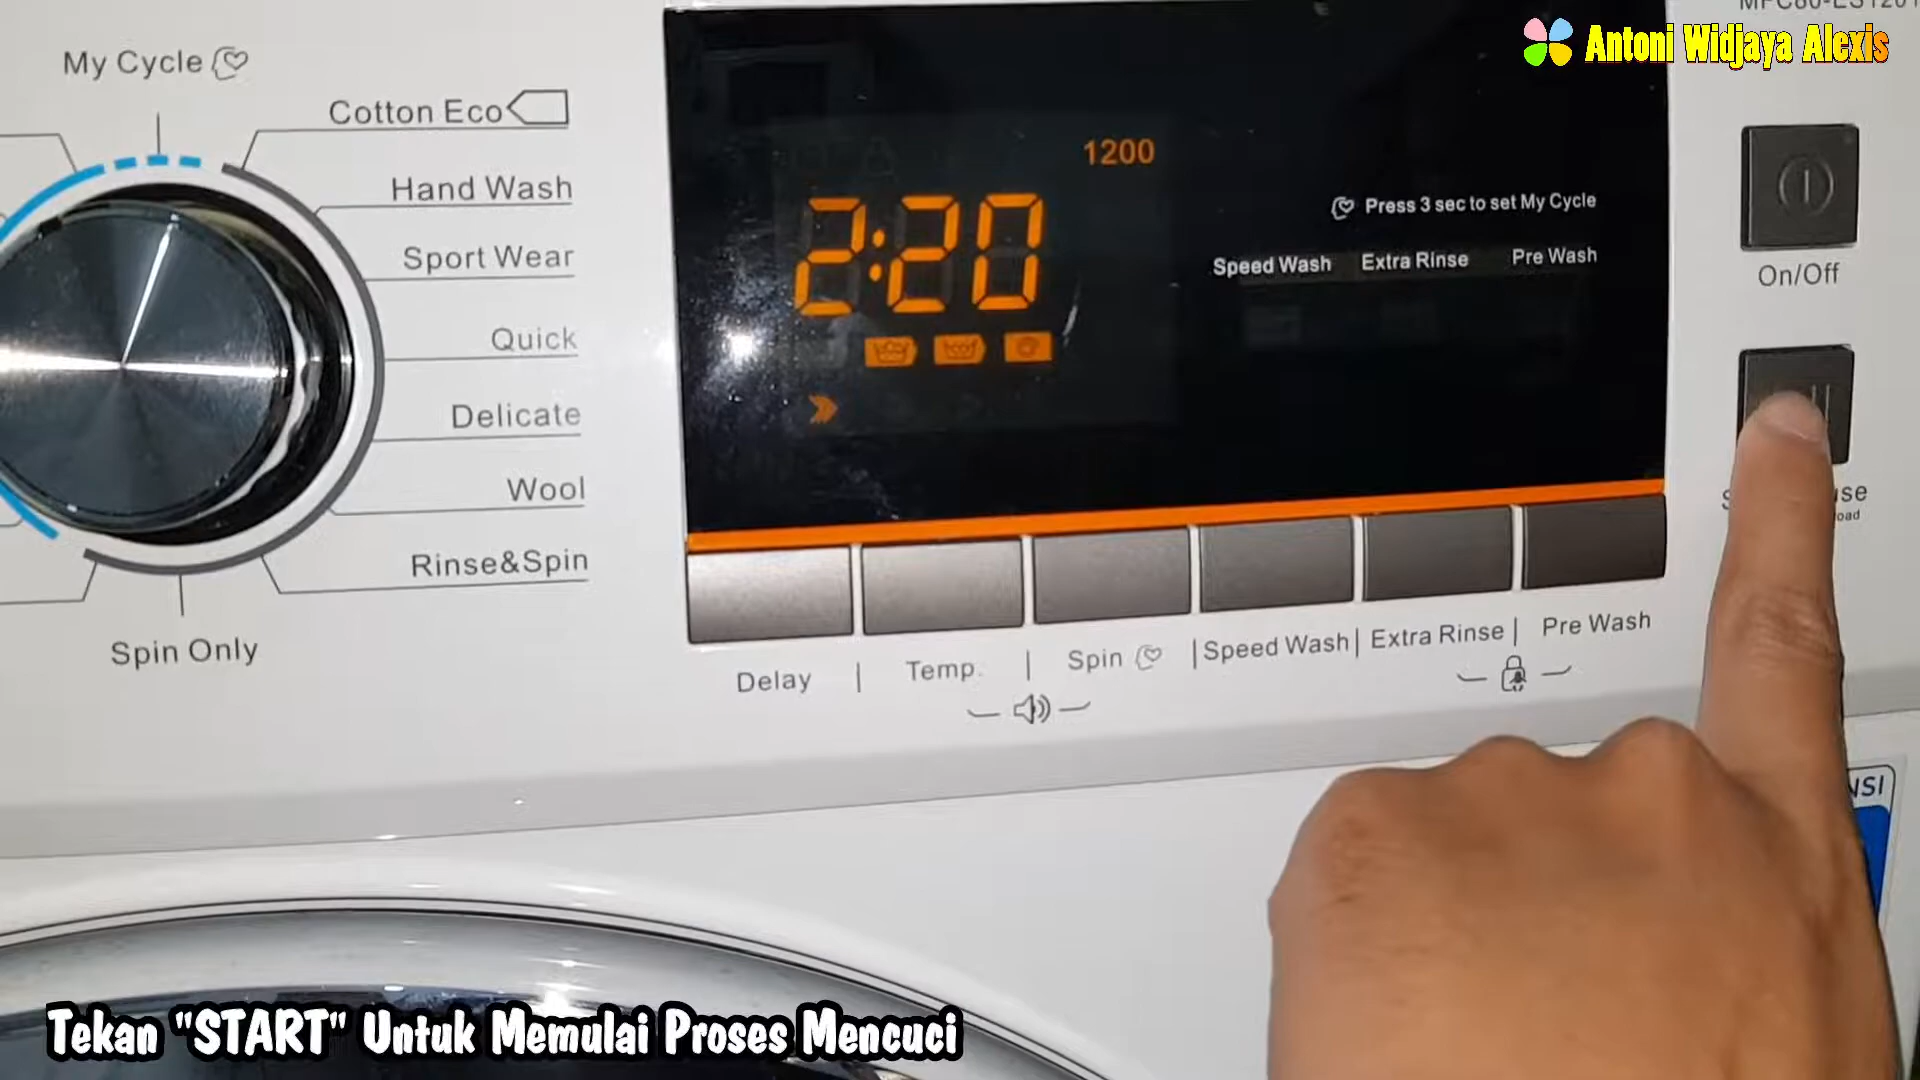 Antoni Widjaya Alexis
My Cycle
Cotton Eco
Hand Wash
Sport Wear
Quick
Delicate
Wool
Rinse&Spin
Spin Only
1200
2:20
Press 3 sec to set My Cycle
Speed Wash Extra Rinse Pre Wash
On/Off
Delay | Temp. | Spin | Speed Wash | Extra Rinse | Pre Wash
Tekan "START" Untuk Memulai Proses Mencuci